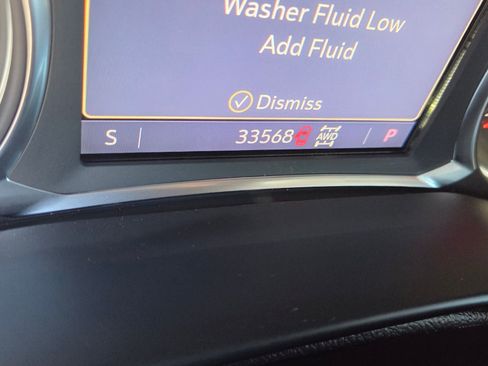 Washer Fluid Low
Add Fluid
Dismiss
S 33568 AWD P